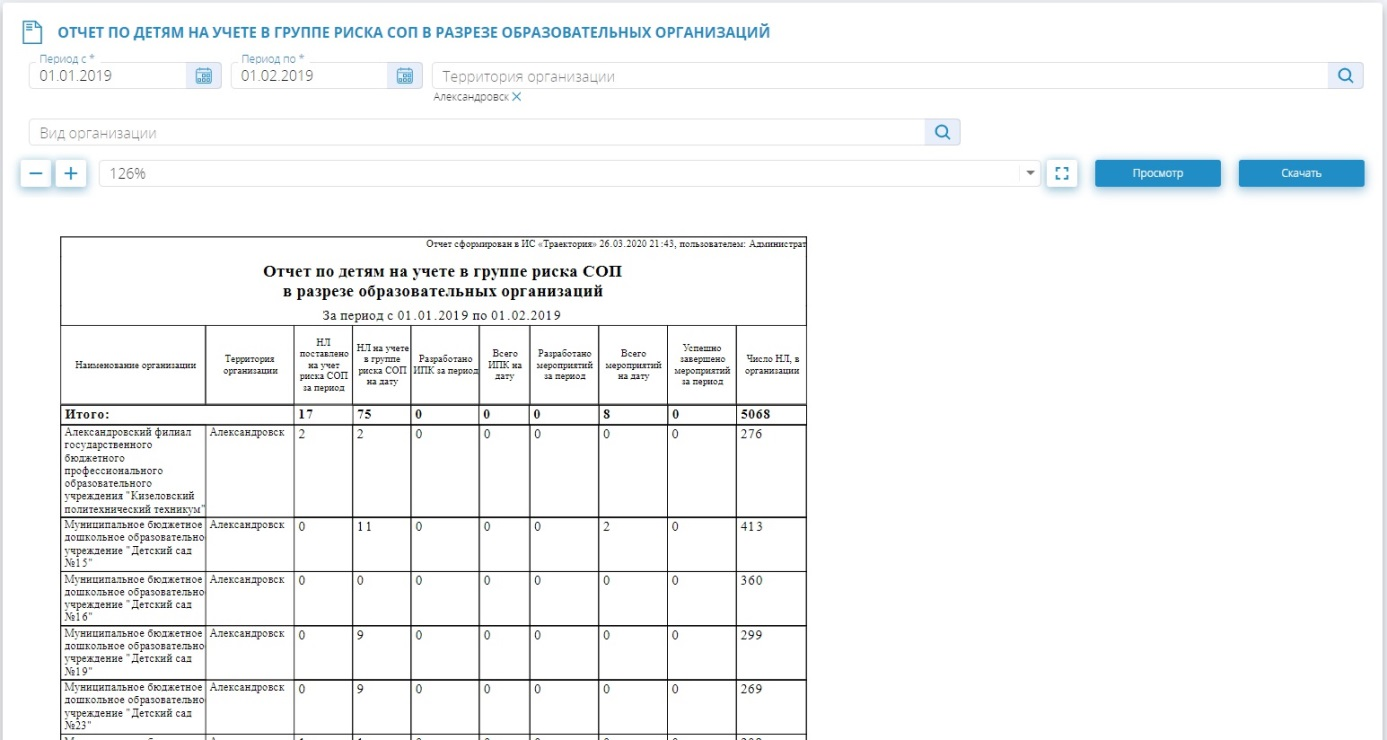 ОТЧЕТ ПО ДЕТЯМ НА УЧЕТЕ В ГРУППЕ РИСКА СОП В РАЗРЕЗЕ ОБРАЗОВАТЕЛЬНЫХ ОРГАНИЗАЦИЙ
Период с * Период по *
01.01.2019 01.02.2019 Территория организации
Александровск
Вид организации
126% Просмотр Скачать
Отчет сформирован в ИС «Траектория» 26.03.2020 21:43, пользователем: Администрат
Отчет по детям на учете в группе риска СОП
в разрезе образовательных организаций
За период с 01.01.2019 по 01.02.2019
Наименование организации
Территория
организации
НЛ
поставлено
на учет
риска СОП
за период
НЛ на учете
в группе
риска СОП
на дату
Разработано
ИПК за период
Всего
ИПК на
дату
Разработано
мероприятий
за период
Всего
мероприятий
на дату
Успешно
завершено
мероприятий
за период
Число НЛ, в
организации
Итого: 17 75 0 0 0 8 0 5068
Александровский филиал Александровск 2 2 0 0 0 0 0 276
государственного
бюджетного
профессионального
образовательного
учреждения "Кизеловский
политехнический техникум"
Муниципальное бюджетное Александровск 0 11 0 0 0 2 0 413
дошкольное образовательно
учреждение "Детский сад
№15"
Муниципальное бюджетное Александровск 0 0 0 0 0 0 0 360
дошкольное образовательно
учреждение "Детский сад
№16"
Муниципальное бюджетное Александровск 0 9 0 0 0 0 0 299
дошкольное образовательно
учреждение "Детский сад
№19"
Муниципальное бюджетное Александровск 0 9 0 0 0 0 0 269
дошкольное образовательно
учреждение "Детский сад
№23"